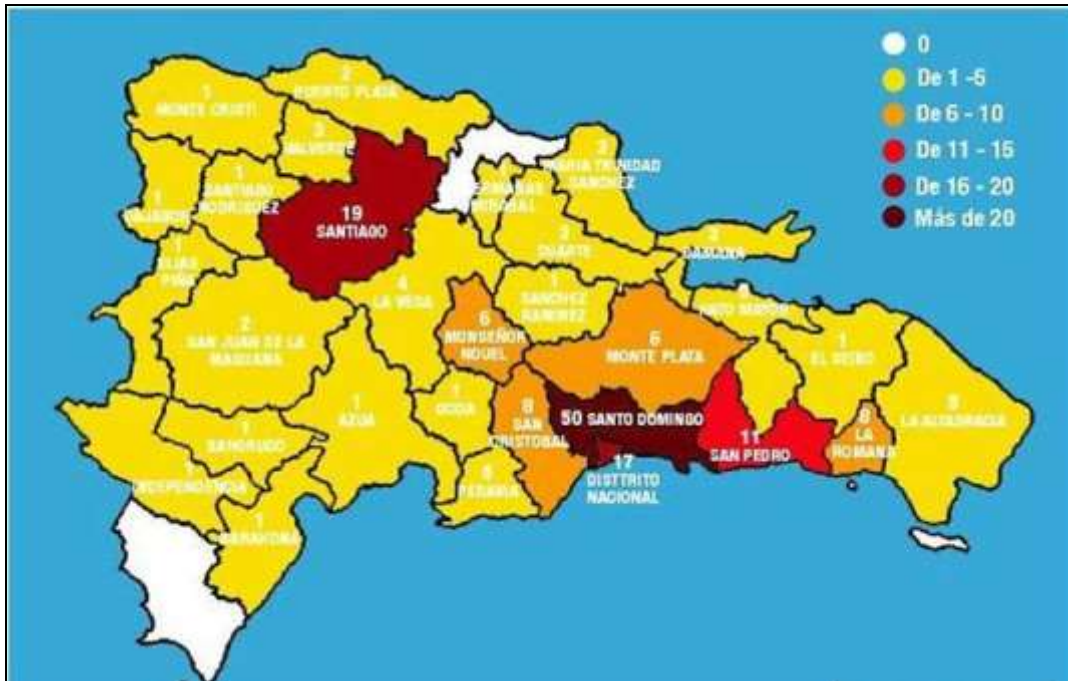 0
De 1 -5
De 6 - 10
De 11 - 15
De 16 - 20
Más de 20
2
PUERTO PLATA
1
MONTE CRISTI
3
VALVERDE
MARIA TRINIDAD
SANCHEZ
1
SANTIAGO
RODRIGUEZ
1
HERMANAS
MIRABAL
1
DAJABON
19
SANTIAGO
DUARTE
SAMANA
1
ELIAS
PIÑA
4
LA VEGA
1
SANCHEZ
RAMIREZ
HATO MAYOR
2
SAN JUAN DE LA
MAGUANA
6
MONSEÑOR
NOUEL
6
MONTE PLATA
1
EL SEIBO
1
AZUA
1
OCOA
8
SAN
CRISTOBAL
50 SANTO DOMINGO
11
SAN PEDRO
8
LA
ROMANA
LA ALTAGRACIA
1
BAHORUCO
17
DISTTRITO
NACIONAL
1
INDEPENDENCIA
PERAVIA
1
BARAHONA